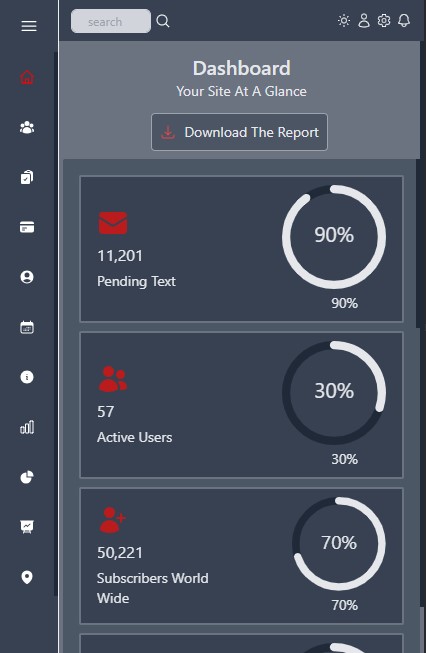 search
Dashboard
Your Site At A Glance
Download The Report
11,201
Pending Text
90%
90%
57
Active Users
30%
30%
50,221
Subscribers World
Wide
70%
70%